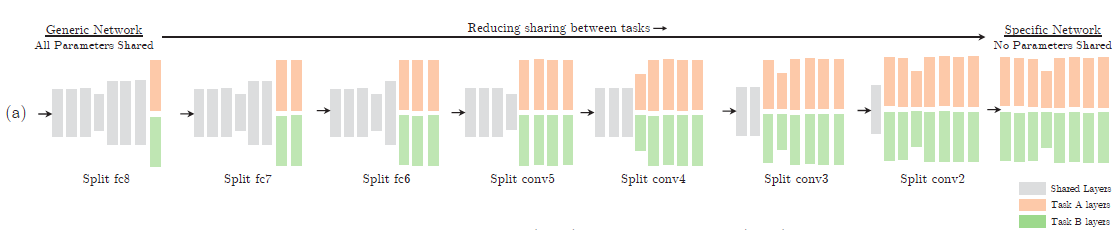 Generic Network
All Parameters Shared
Reducing sharing between tasks →
Specific Network
No Parameters Shared
(a)
Split fc8
Split fc7
Split fc6
Split conv5
Split conv4
Split conv3
Split conv2
Shared Layers
Task A layers
Task B layers